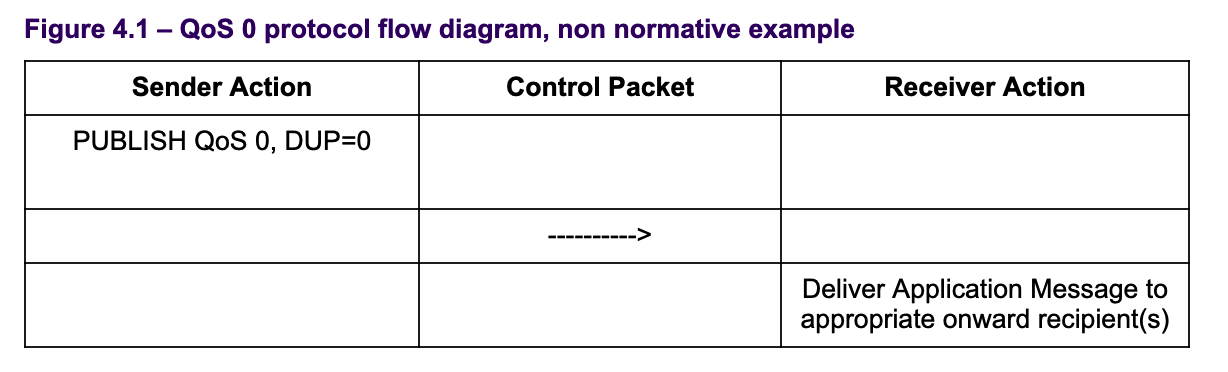 Figure 4.1 – QoS 0 protocol flow diagram, non normative example
Sender Action Control Packet Receiver Action
PUBLISH QoS 0, DUP=0
---------->
Deliver Application Message to
appropriate onward recipient(s)